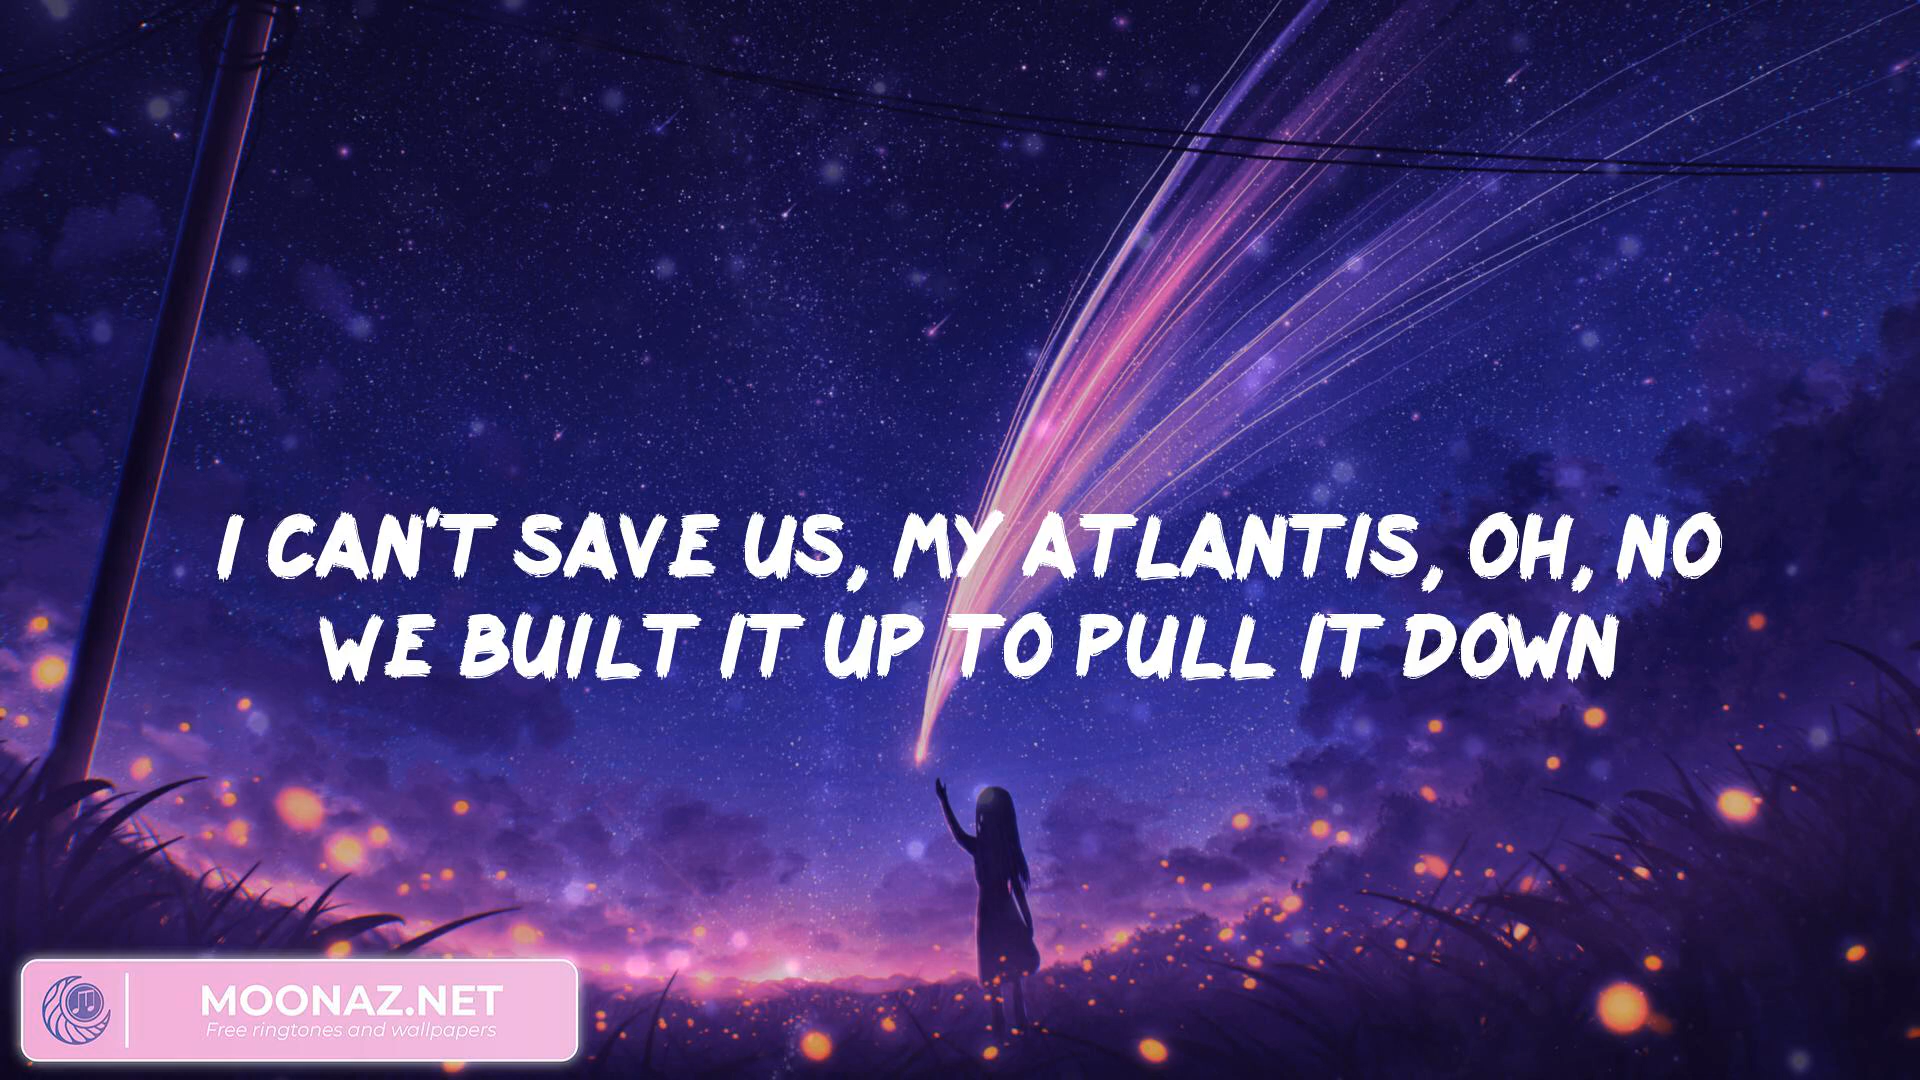 I CAN'T SAVE US, MY ATLANTIS, OH, NO
WE BUILT IT UP TO PULL IT DOWN
MOONAZ.NET
Free ringtones and wallpapers